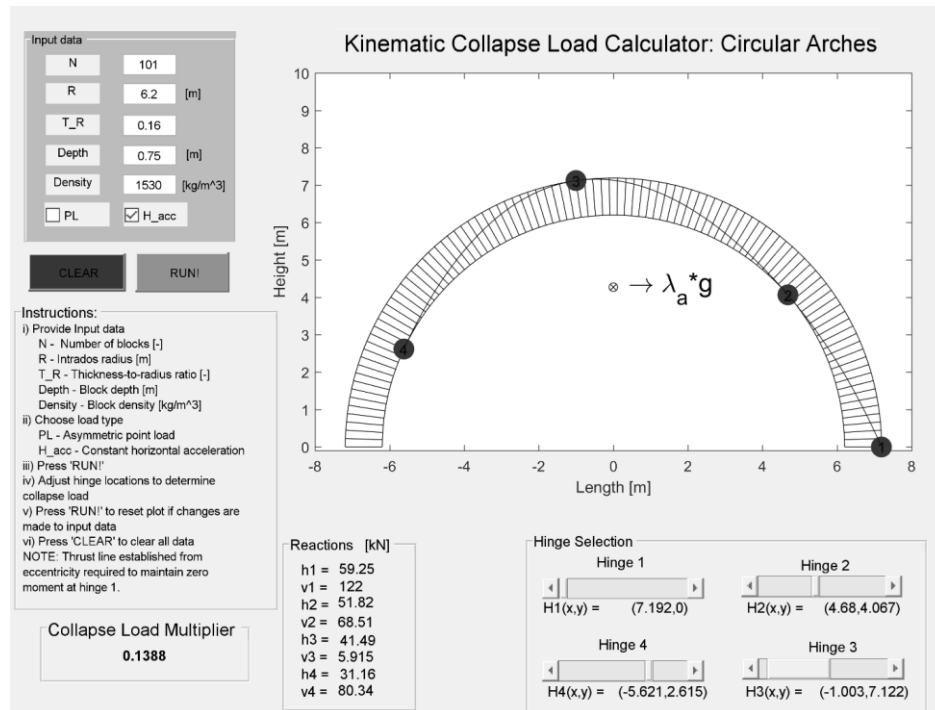 Input data
N 101
R 6.2 [m]
T_R 0.16
Depth 0.75 [m]
Density 1530 [kg/m^3]
PL H_acc
CLEAR RUN!
Instructions:
i) Provide Input data
N - Number of blocks [-]
R - Intrados radius [m]
T_R - Thickness-to-radius ratio [-]
Depth - Block depth [m]
Density - Block density [kg/m^3]
ii) Choose load type
PL - Asymmetric point load
H_acc - Constant horizontal acceleration
iii) Press 'RUN!'
iv) Adjust hinge locations to determine
collapse load
v) Press 'RUN!' to reset plot if changes are
made to input data
vi) Press 'CLEAR' to clear all data
NOTE: Thrust line established from
eccentricity required to maintain zero
moment at hinge 1.
Collapse Load Multiplier
0.1388
Kinematic Collapse Load Calculator: Circular Arches
Height [m]
10
9
8
7
6
5
4
3
2
1
0
3
2
4
1
⊗ → λ_a*g
-8 -6 -4 -2 0 2 4 6 8
Length [m]
Reactions [kN]
h1 = 59.25
v1 = 122
h2 = 51.82
v2 = 68.51
h3 = 41.49
v3 = 5.915
h4 = 31.16
v4 = 80.34
Hinge Selection
Hinge 1 Hinge 2
H1(x,y) = (7.192,0) H2(x,y) = (4.68,4.067)
Hinge 4 Hinge 3
H4(x,y) = (-5.621,2.615) H3(x,y) = (-1.003,7.122)